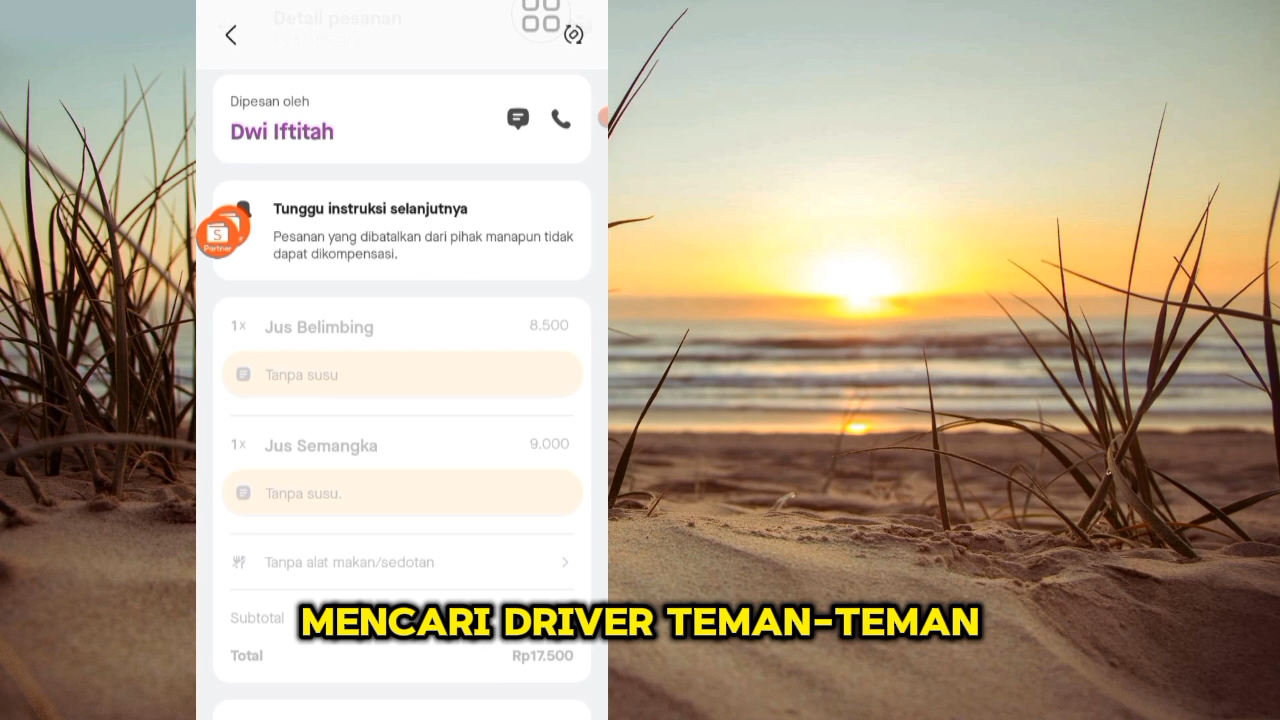 Detail pesanan
Dipesan oleh
Dwi Iftitah
Tunggu instruksi selanjutnya
Pesanan yang dibatalkan dari pihak manapun tidak
dapat dikompensasi.
S
Partner
1x Jus Belimbing 8.500
Tanpa susu
1x Jus Semangka 9.000
Tanpa susu.
Tanpa alat makan/sedotan
Subtotal
MENCARI DRIVER TEMAN-TEMAN
Total Rp17.500